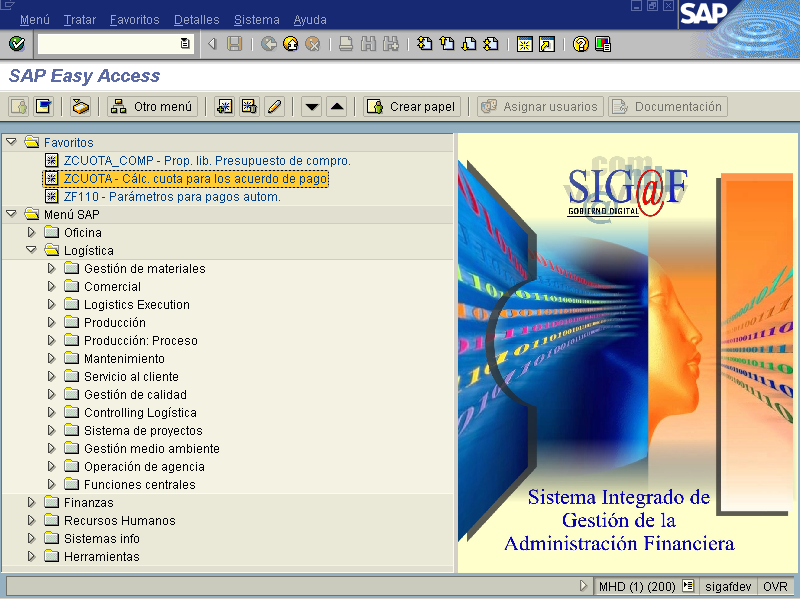 Menú Tratar Favoritos Detalles Sistema Ayuda
SAP
SAP Easy Access
Otro menú Crear papel Asignar usuarios Documentación
Favoritos
ZCUOTA_COMP - Prop. lib. Presupuesto de compro.
ZCUOTA - Cálc. cuota para los acuerdo de pago
ZF110 - Parámetros para pagos autom.
Menú SAP
Oficina
Logística
Gestión de materiales
Comercial
Logistics Execution
Producción
Producción: Proceso
Mantenimiento
Servicio al cliente
Gestión de calidad
Controlling Logística
Sistema de proyectos
Gestión medio ambiente
Operación de agencia
Funciones centrales
Finanzas
Recursos Humanos
Sistemas info
Herramientas
SIG@F
GOBIERNO DIGITAL
Sistema Integrado de
Gestión de la
Administración Financiera
MHD (1) (200) sigafdev OVR